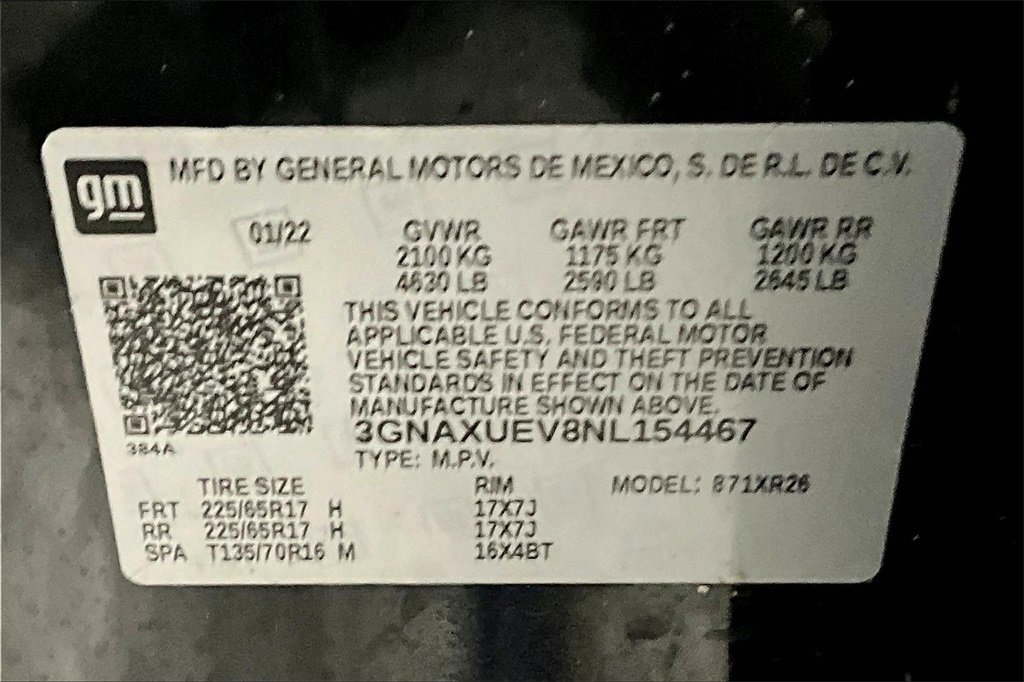 gm
MFD BY GENERAL MOTORS DE MEXICO, S. DE R.L. DE C.V.
01/22 GVWR GAWR FRT GAWR RR
2100 KG 1175 KG 1200 KG
4630 LB 2590 LB 2645 LB
THIS VEHICLE CONFORMS TO ALL
APPLICABLE U.S. FEDERAL MOTOR
VEHICLE SAFETY AND THEFT PREVENTION
STANDARDS IN EFFECT ON THE DATE OF
MANUFACTURE SHOWN ABOVE.
3GNAXUEV8NL154467
384A
TYPE: M.P.V.
TIRE SIZE RIM MODEL: 871XR26
FRT 225/65R17 H 17X7J
RR 225/65R17 H 17X7J
SPA T135/70R16 M 16X4BT